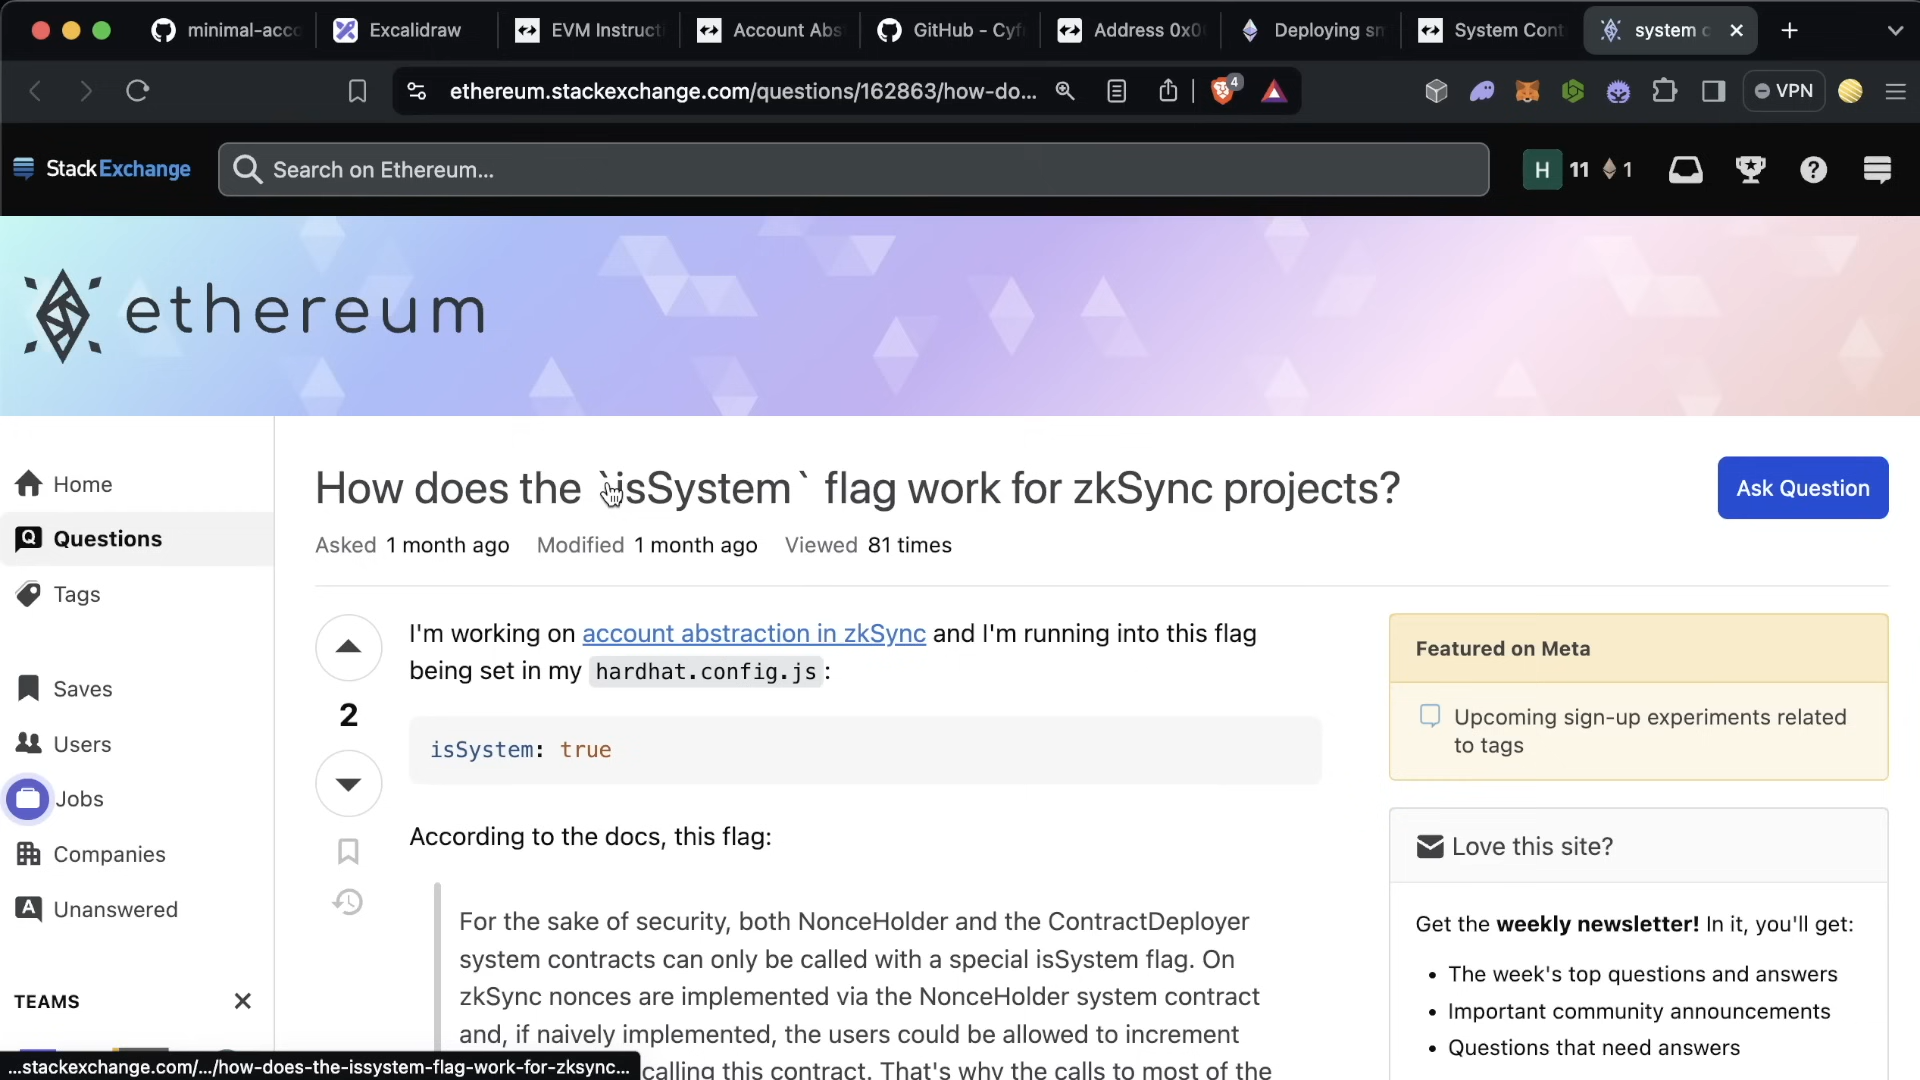 minimal-acc
Excalidraw
EVM Instruct
Account Abs
GitHub - Cyf
Address 0x0
Deploying sm
System Cont
system c
ethereum.stackexchange.com/questions/162863/how-do...
4
VPN
StackExchange
Search on Ethereum...
H
11
1
ethereum
Home
Questions
Tags
Saves
Users
Jobs
Companies
Unanswered
TEAMS
How does the `isSystem` flag work for zkSync projects?
Ask Question
Asked 1 month ago Modified 1 month ago Viewed 81 times
2
I'm working on account abstraction in zkSync and I'm running into this flag
being set in my hardhat.config.js:
isSystem: true
According to the docs, this flag:
For the sake of security, both NonceHolder and the ContractDeployer
system contracts can only be called with a special isSystem flag. On
zkSync nonces are implemented via the NonceHolder system contract
and, if naively implemented, the users could be allowed to increment
calling this contract. That's why the calls to most of the
Featured on Meta
Upcoming sign-up experiments related
to tags
Love this site?
Get the weekly newsletter! In it, you'll get:
• The week's top questions and answers
• Important community announcements
• Questions that need answers
...stackexchange.com/.../how-does-the-issystem-flag-work-for-zksync...